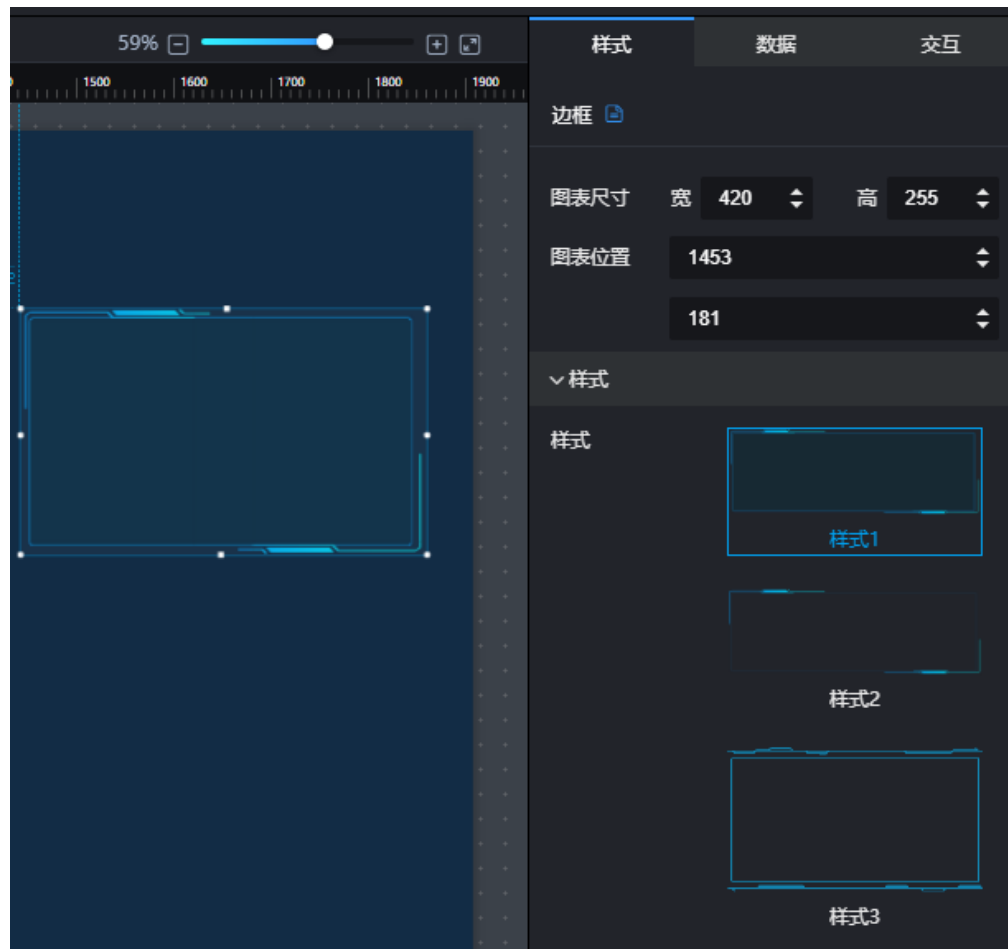 59%
样式 数据 交互
1500 1600 1700 1800 1900
边框
图表尺寸 宽 420 高 255
图表位置 1453
181
样式
样式
样式1
样式2
样式3